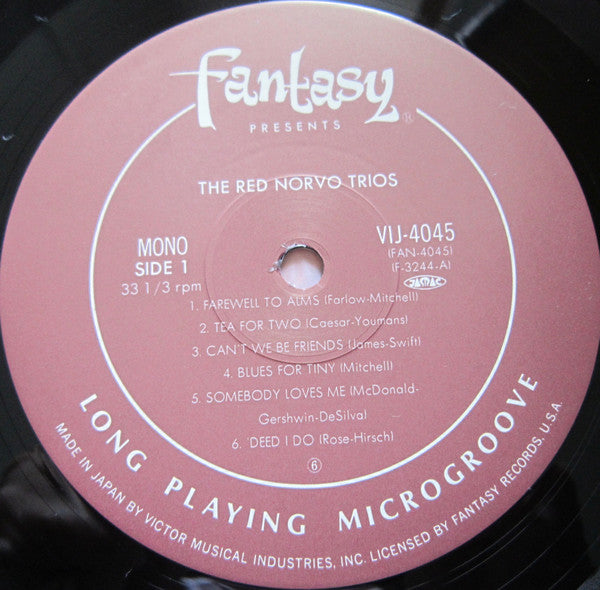 fantasy
®
PRESENTS
THE RED NORVO TRIOS
MONO
SIDE 1
33 1/3 rpm
VIJ-4045
(FAN-4045)
(F-3244-A)
JASRAC
1. FAREWELL TO ALMS (Farlow-Mitchell)
2. TEA FOR TWO (Caesar-Youmans)
3. CAN'T WE BE FRIENDS (James-Swift)
4. BLUES FOR TINY (Mitchell)
5. SOMEBODY LOVES ME (McDonald-
Gershwin-DeSilva)
6. 'DEED I DO (Rose-Hirsch)
⑥
LONG PLAYING MICROGROOVE
MADE IN JAPAN BY VICTOR MUSICAL INDUSTRIES, INC. LICENSED BY FANTASY RECORDS, U.S.A.